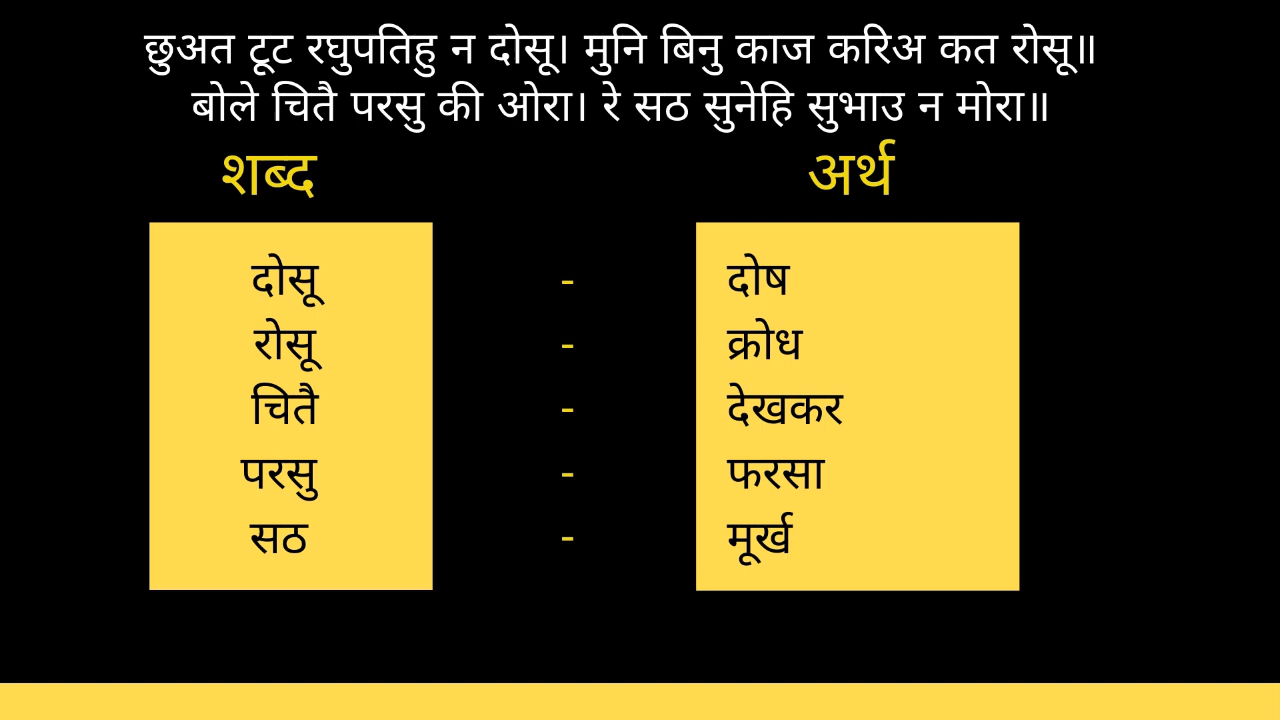 छुअत टूट रघुपतिहु न दोसू। मुनि बिनु काज करिअ कत रोसू॥
बोले चितै परसु की ओरा। रे सठ सुनेहि सुभाउ न मोरा॥
शब्द अर्थ
दोसू - दोष
रोसू - क्रोध
चितै - देखकर
परसु - फरसा
सठ - मूर्ख